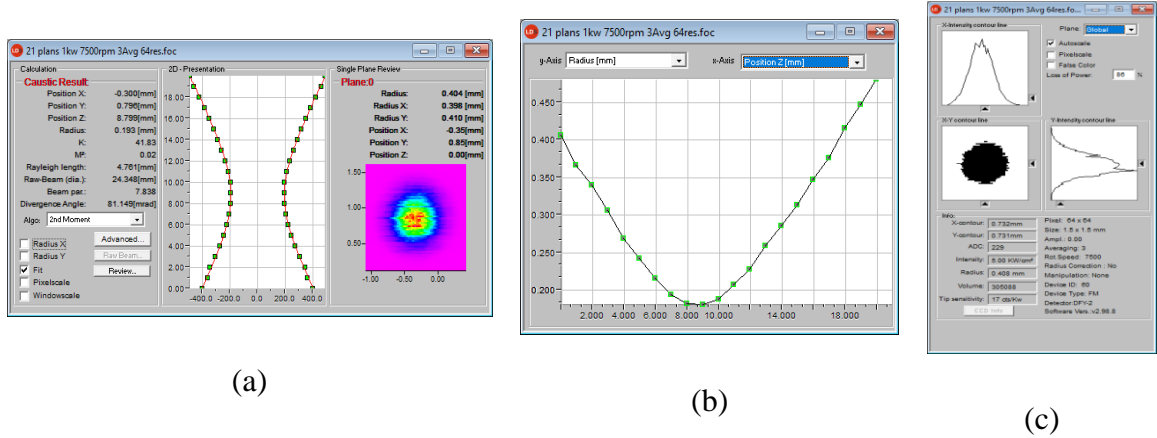 21 plans 1kw 7500rpm 3Avg 64res.foc
Calculation
Caustic Result:
Position X: -0.300[mm]
Position Y: 0.796[mm]
Position Z: 8.799[mm]
Radius: 0.193 [mm]
K: 41.83
M²: 0.02
Rayleigh length: 4.761[mm]
Raw-Beam (dia.): 24.348[mm]
Beam par.: 7.838
Divergence Angle: 81.149[mrad]
Algo: 2nd Moment
Radius X
Radius Y
Fit
Pixelscale
Windowscale
Advanced...
Raw Beam...
Review...
2D - Presentation
18.00
16.00
14.00
12.00
10.00
8.00
6.00
4.00
2.00
0.00
-400.0 -200.0 0.0 200.0 400.0
Single Plane Review
Plane:0
Radius: 0.404 [mm]
Radius X: 0.398 [mm]
Radius Y: 0.410 [mm]
Position X: -0.35[mm]
Position Y: 0.85[mm]
Position Z: 0.00[mm]
1.50
1.00
0.50
-1.00 0.00
(a)
21 plans 1kw 7500rpm 3Avg 64res.foc
y-Axis Radius [mm] x-Axis Position Z [mm]
0.450
0.400
0.350
0.300
0.250
0.200
2.000 4.000 6.000 8.000 10.000 14.000 18.000
(b)
21 plans 1kw 7500rpm 3Avg 64res.fo...
X-Intensity contour line
Plane: Global
Autoscale
Pixelscale
False Color
Loss of Power: 86 %
X-Y contour line
Y-Intensity contour line
Info:
X-contour: 0.732mm
Y-contour: 0.731mm
ADC: 229
Intensity: 5.00 KW/cm²
Radius: 0.408 mm
Volume: 305088
Tip sensitivity: 17 cts/Kw
CCD Info
Pixel: 64 x 64
Size: 1.5 x 1.5 mm
Ampl.: 0.00
Averaging: 3
Rot.Speed: 7500
Radius Correction : No
Manipulation: None
Device ID: 60
Device Type: FM
Detector:DFY-2
Software Vers.:v2.98.8
(c)